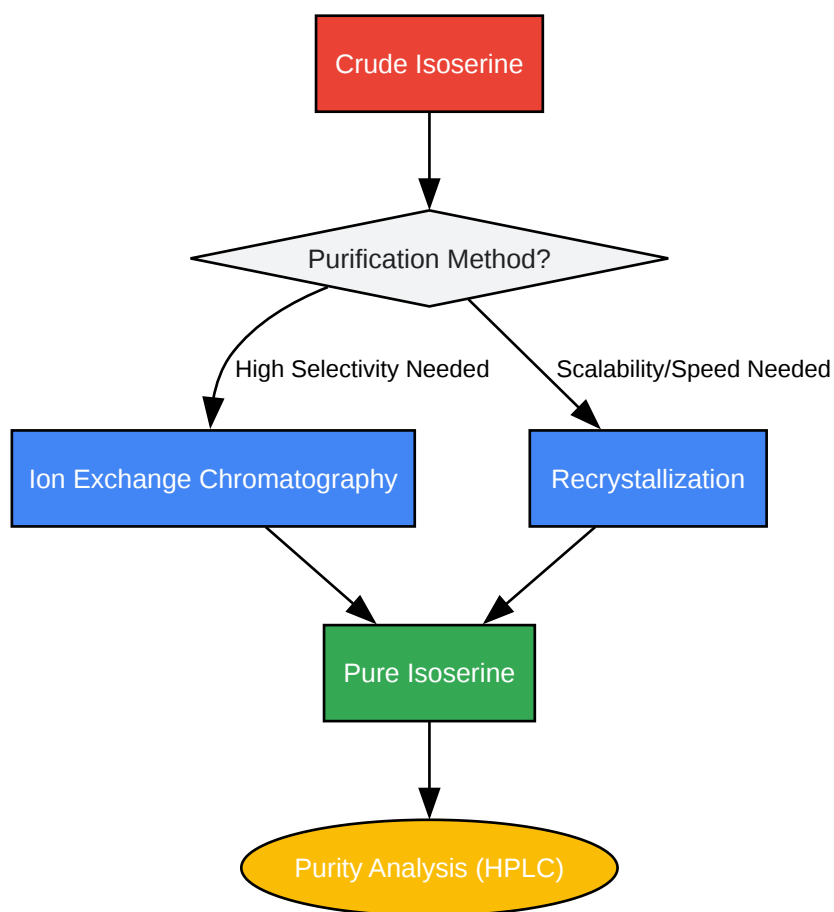 Crude Isoserine
Purification Method?
High Selectivity Needed
Scalability/Speed Needed
Ion Exchange Chromatography
Recrystallization
Pure Isoserine
Purity Analysis (HPLC)